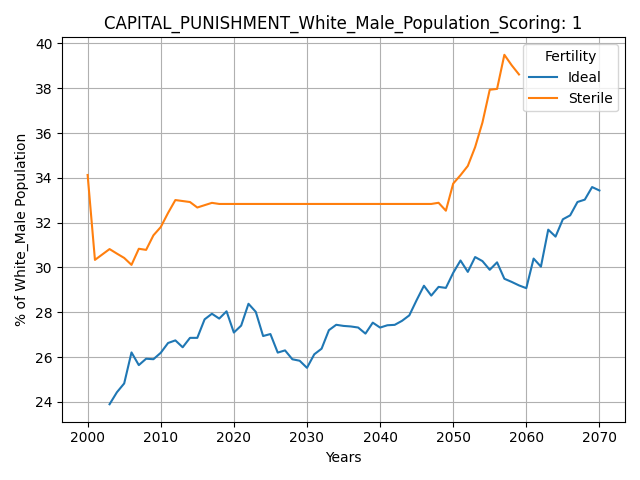 CAPITAL_PUNISHMENT_White_Male_Population_Scoring: 1
% of White_Male Population
40
38
36
34
32
30
28
26
24
Fertility
Ideal
Sterile
2000 2010 2020 2030 2040 2050 2060 2070
Years